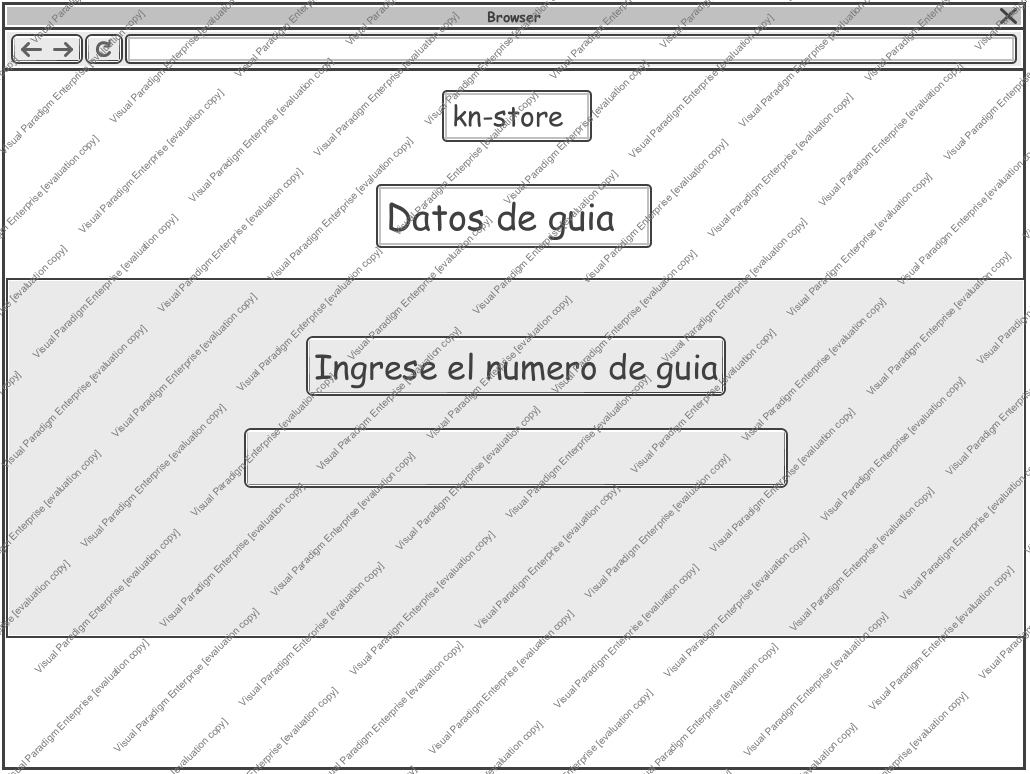 Browser
kn-store
Datos de guia
Ingrese el numero de guia
Visual Paradigm Enterprise [evaluation copy]